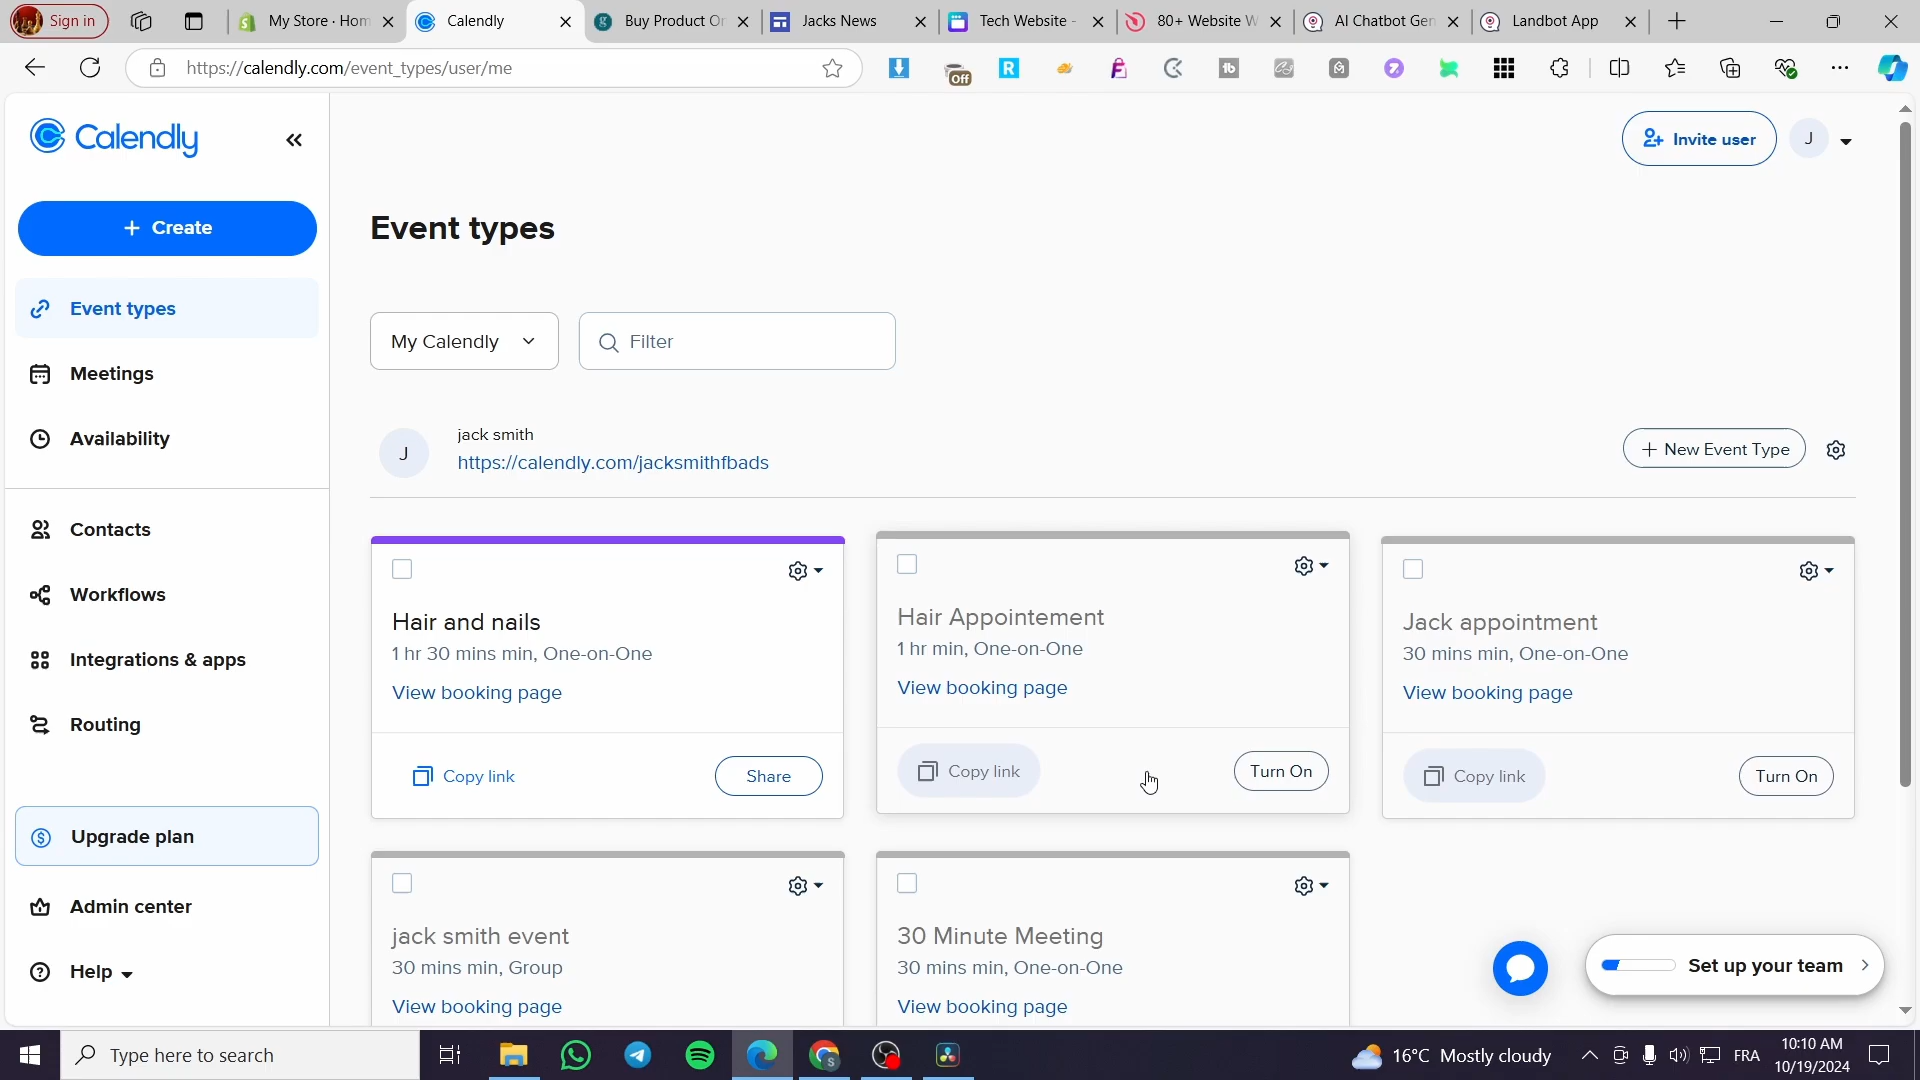 Sign in
My Store · Hom
Calendly
Buy Product Or
Jacks News
Tech Website -
80+ Website W
AI Chatbot Gen
Landbot App
https://calendly.com/event_types/user/me
Off
Calendly
Invite user
J
+ Create
Event types
Event types
My Calendly
Filter
Meetings
Availability
J
jack smith
https://calendly.com/jacksmithfbads
+ New Event Type
Contacts
Workflows
Integrations & apps
Routing
Hair and nails
1 hr 30 mins min, One-on-One
View booking page
Copy link
Share
Hair Appointement
1 hr min, One-on-One
View booking page
Copy link
Turn On
Jack appointment
30 mins min, One-on-One
View booking page
Copy link
Turn On
Upgrade plan
Admin center
Help
jack smith event
30 mins min, Group
View booking page
30 Minute Meeting
30 mins min, One-on-One
View booking page
Set up your team
Type here to search
16°C Mostly cloudy
FRA
10:10 AM
10/19/2024